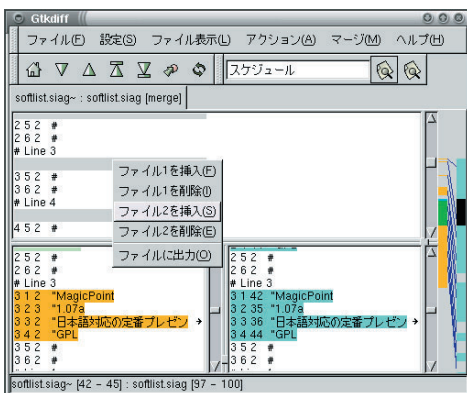 Gtkdiff
ファイル(F) 設定(S) ファイル表示(L) アクション(A) マージ(M) ヘルプ(H)
スケジュール
softlist.siag~ : softlist.siag [merge]
2 5 2 #
2 6 2 #
# Line 3
3 5 2 #
3 6 2 #
# Line 4
4 5 2 #
ファイル1を挿入(F)
ファイル1を削除(I)
ファイル2を挿入(S)
ファイル2を削除(E)
ファイルに出力(O)
2 5 2 #
2 6 2 #
# Line 3
3 1 2 "MagicPoint
3 2 3 "1.07a
3 3 2 "日本語対応の定番プレゼン
3 4 2 "GPL
3 5 2 #
3 6 2 #
2 5 2 #
2 6 2 #
# Line 3
3 1 42 "MagicPoint
3 2 35 "1.07a
3 3 36 "日本語対応の定番プレゼン
3 4 44 "GPL
3 5 2 #
3 6 2 #
softlist.siag~ [42 - 45] : softlist.siag [97 - 100]